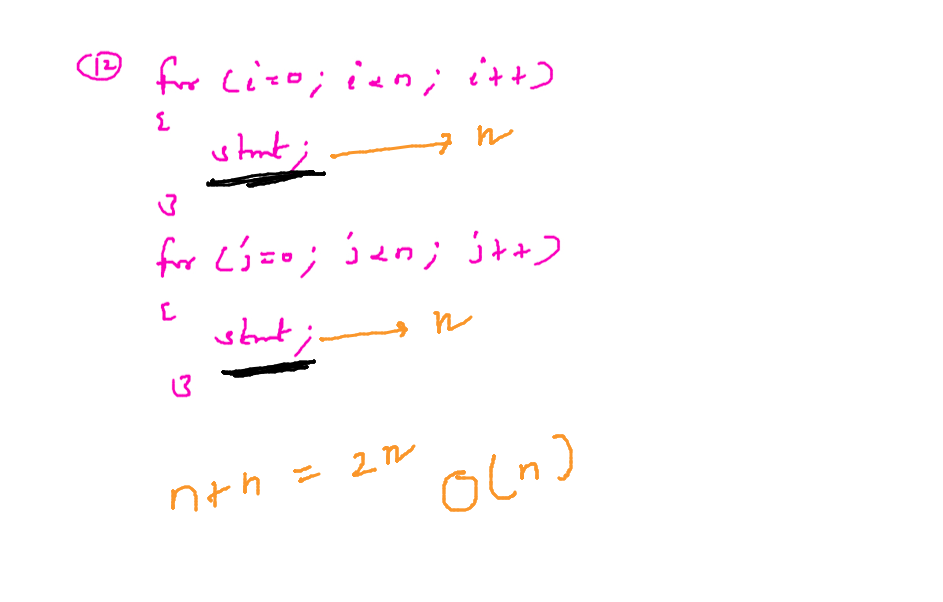 ⑫ for (i=0; i<n; i++)
{
stmt; → n
}
for (j=0; j<n; j++)
{
stmt; → n
}
n+n = 2n O(n)